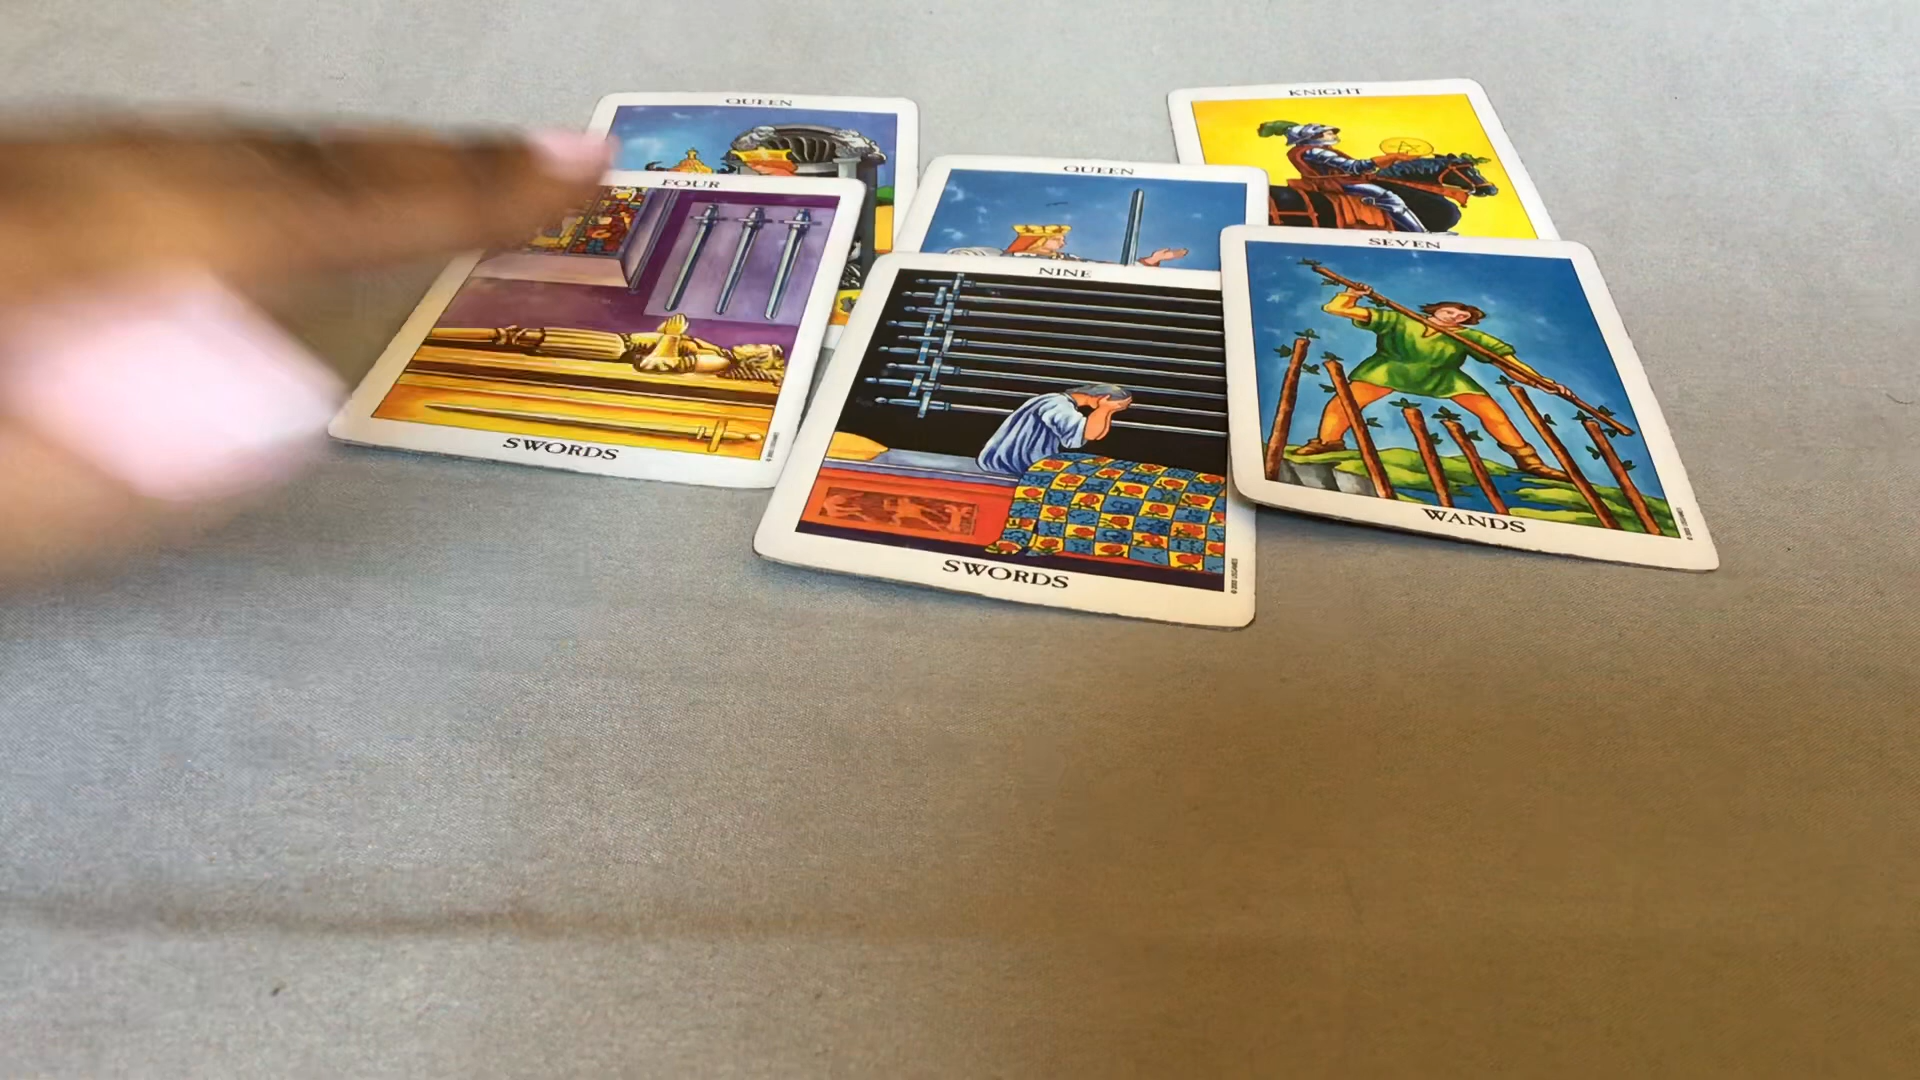 QUEEN
KNIGHT
QUEEN
FOUR
SEVEN
NINE
SWORDS
WANDS
SWORDS